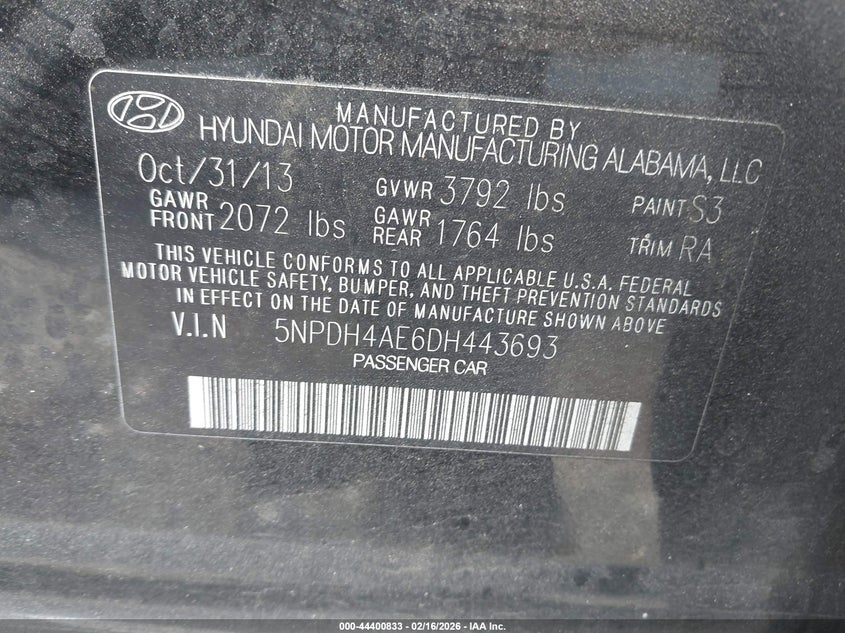 MANUFACTURED BY
HYUNDAI MOTOR MANUFACTURING ALABAMA, LLC
Oct/31/13 GVWR 3792 lbs PAINT S3
GAWR FRONT 2072 lbs GAWR REAR 1764 lbs TRIM RA
THIS VEHICLE CONFORMS TO ALL APPLICABLE U.S.A. FEDERAL
MOTOR VEHICLE SAFETY, BUMPER, AND THEFT PREVENTION STANDARDS
IN EFFECT ON THE DATE OF MANUFACTURE SHOWN ABOVE
V.I.N 5NPDH4AE6DH443693
PASSENGER CAR
000-44400833 - 02/16/2026 - IAA Inc.